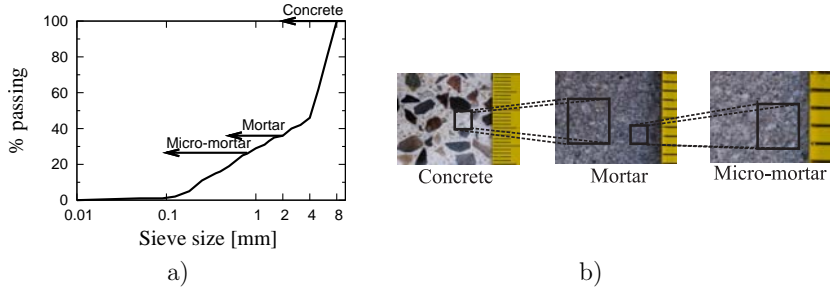 100
80
60
40
20
0
0.01
0.1
1
2
4
8
% passing
Sieve size [mm]
Concrete
Mortar
Micro-mortar
a)
Concrete
Mortar
Micro-mortar
b)